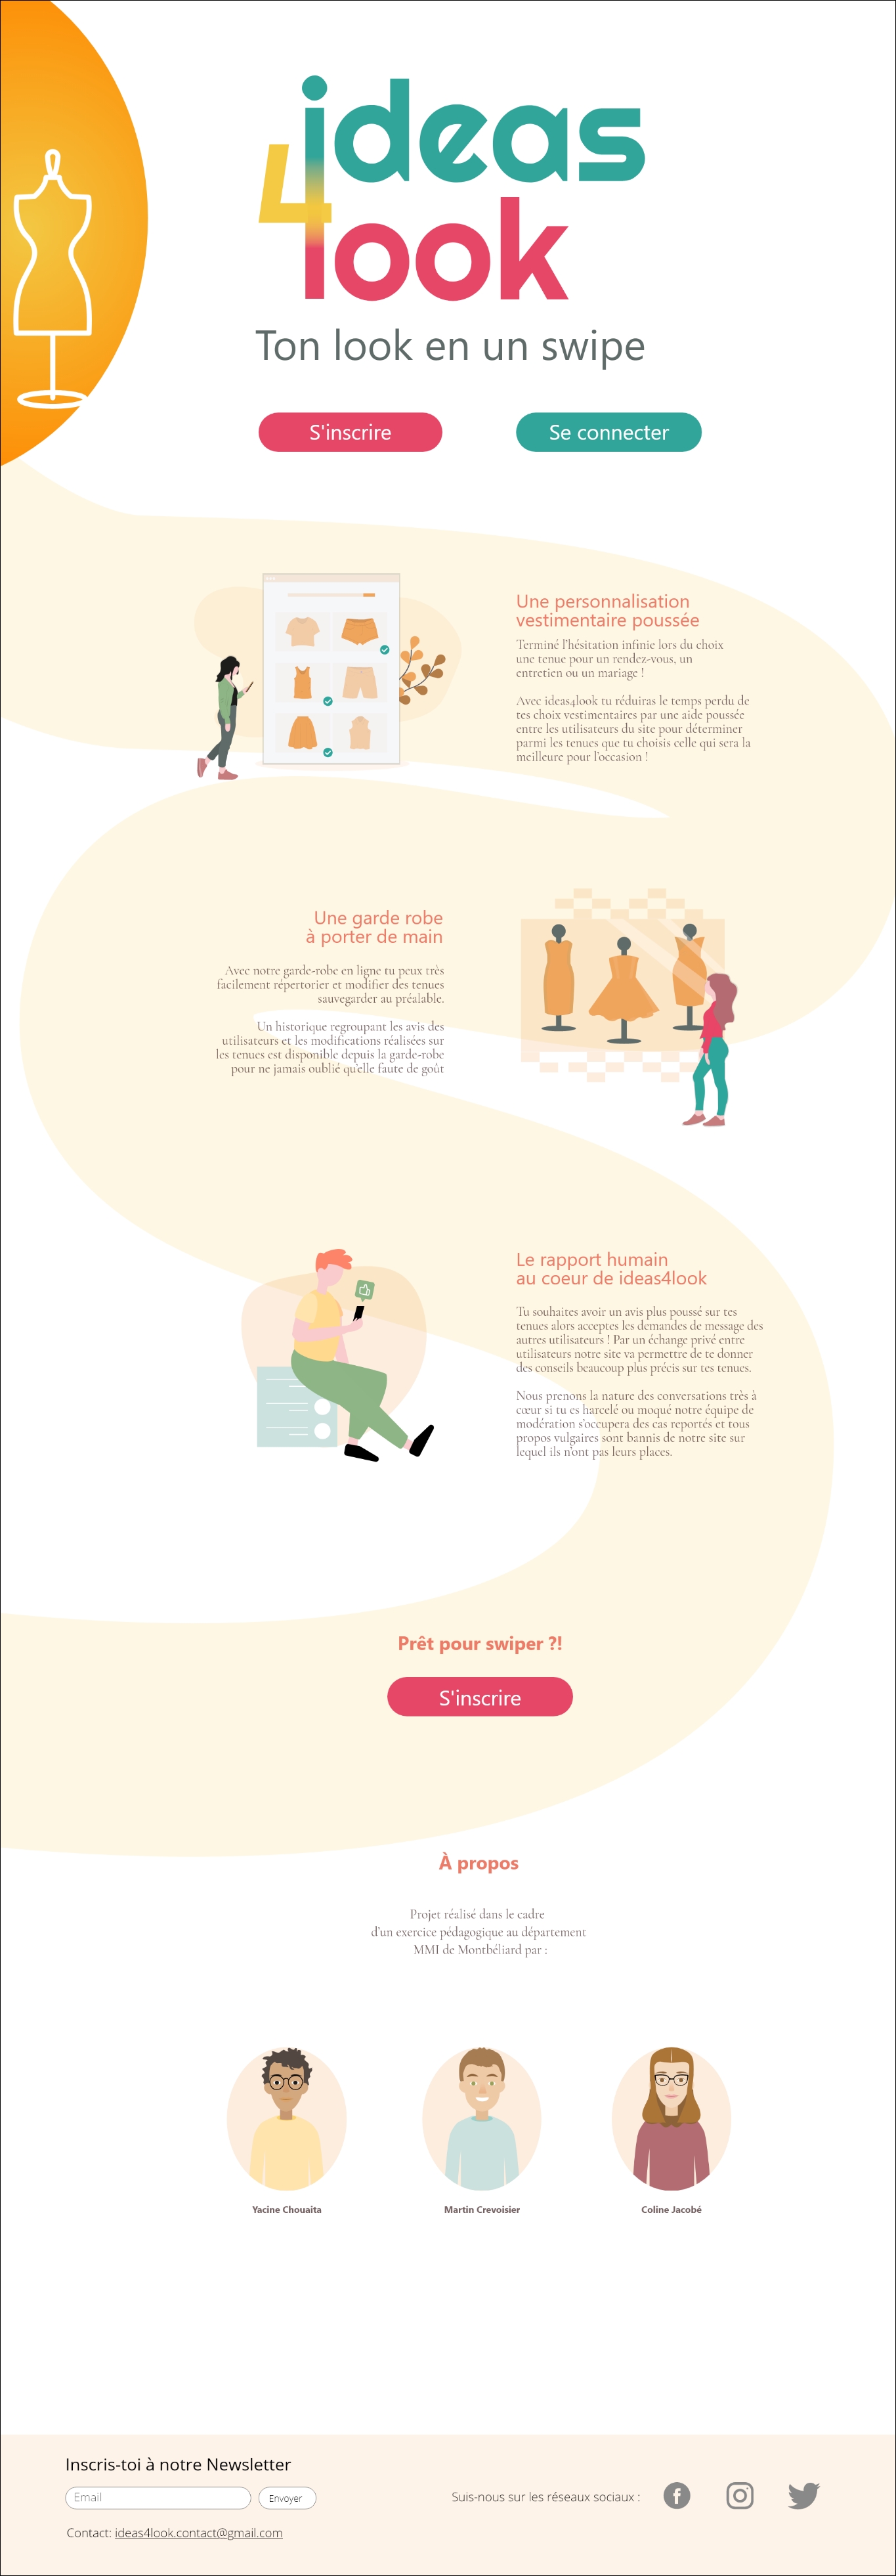 ideas
4look
Ton look en un swipe
S'inscrire
Se connecter
Une personnalisation
vestimentaire poussée
Terminé l'hésitation infinie lors du choix
une tenue pour un rendez-vous, un
entretien ou un mariage !
Avec ideas4look tu réduiras le temps perdu de
tes choix vestimentaires par une aide poussée
entre les utilisateurs du site pour déterminer
parmi les tenues que tu choisis celle qui sera la
meilleure pour l'occasion !
Une garde robe
à porter de main
Avec notre garde-robe en ligne tu peux très
facilement répertorier et modifier des tenues
sauvegarder au préalable.
Un historique regroupant les avis des
utilisateurs et les modifications réalisées sur
les tenues est disponible depuis la garde-robe
pour ne jamais oublié qu'elle faute de goût
Le rapport humain
au coeur de ideas4look
Tu souhaites avoir un avis plus poussé sur tes
tenues alors acceptes les demandes de message des
autres utilisateurs ! Par un échange privé entre
utilisateurs notre site va permettre de te donner
des conseils beaucoup plus précis sur tes tenues.
Nous prenons la nature des conversations très à
cœur si tu es harcelé ou moqué notre équipe de
modération s'occupera des cas reportés et tous
propos vulgaires sont bannis de notre site sur
lequel ils n'ont pas leurs places.
Prêt pour swiper ?!
S'inscrire
À propos
Projet réalisé dans le cadre
d'un exercice pédagogique au département
MMI de Montbéliard par :
Yacine Chouaita
Martin Crevoisier
Coline Jacobé
Inscris-toi à notre Newsletter
Email
Envoyer
Suis-nous sur les réseaux sociaux :
Contact: ideas4look.contact@gmail.com